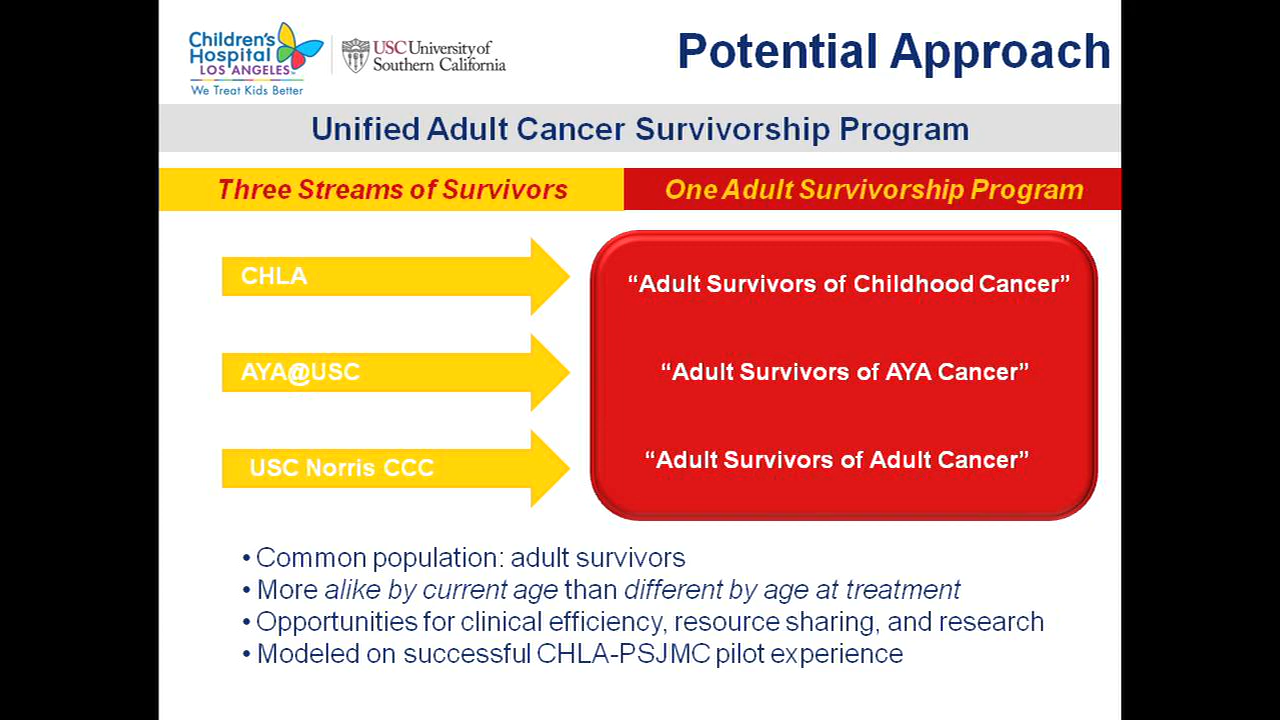 Children's
Hospital
LOS ANGELES
We Treat Kids Better
USC University of
Southern California
Potential Approach
Unified Adult Cancer Survivorship Program
Three Streams of Survivors
One Adult Survivorship Program
CHLA
“Adult Survivors of Childhood Cancer”
AYA@USC
“Adult Survivors of AYA Cancer”
USC Norris CCC
“Adult Survivors of Adult Cancer”
• Common population: adult survivors
• More alike by current age than different by age at treatment
• Opportunities for clinical efficiency, resource sharing, and research
• Modeled on successful CHLA-PSJMC pilot experience